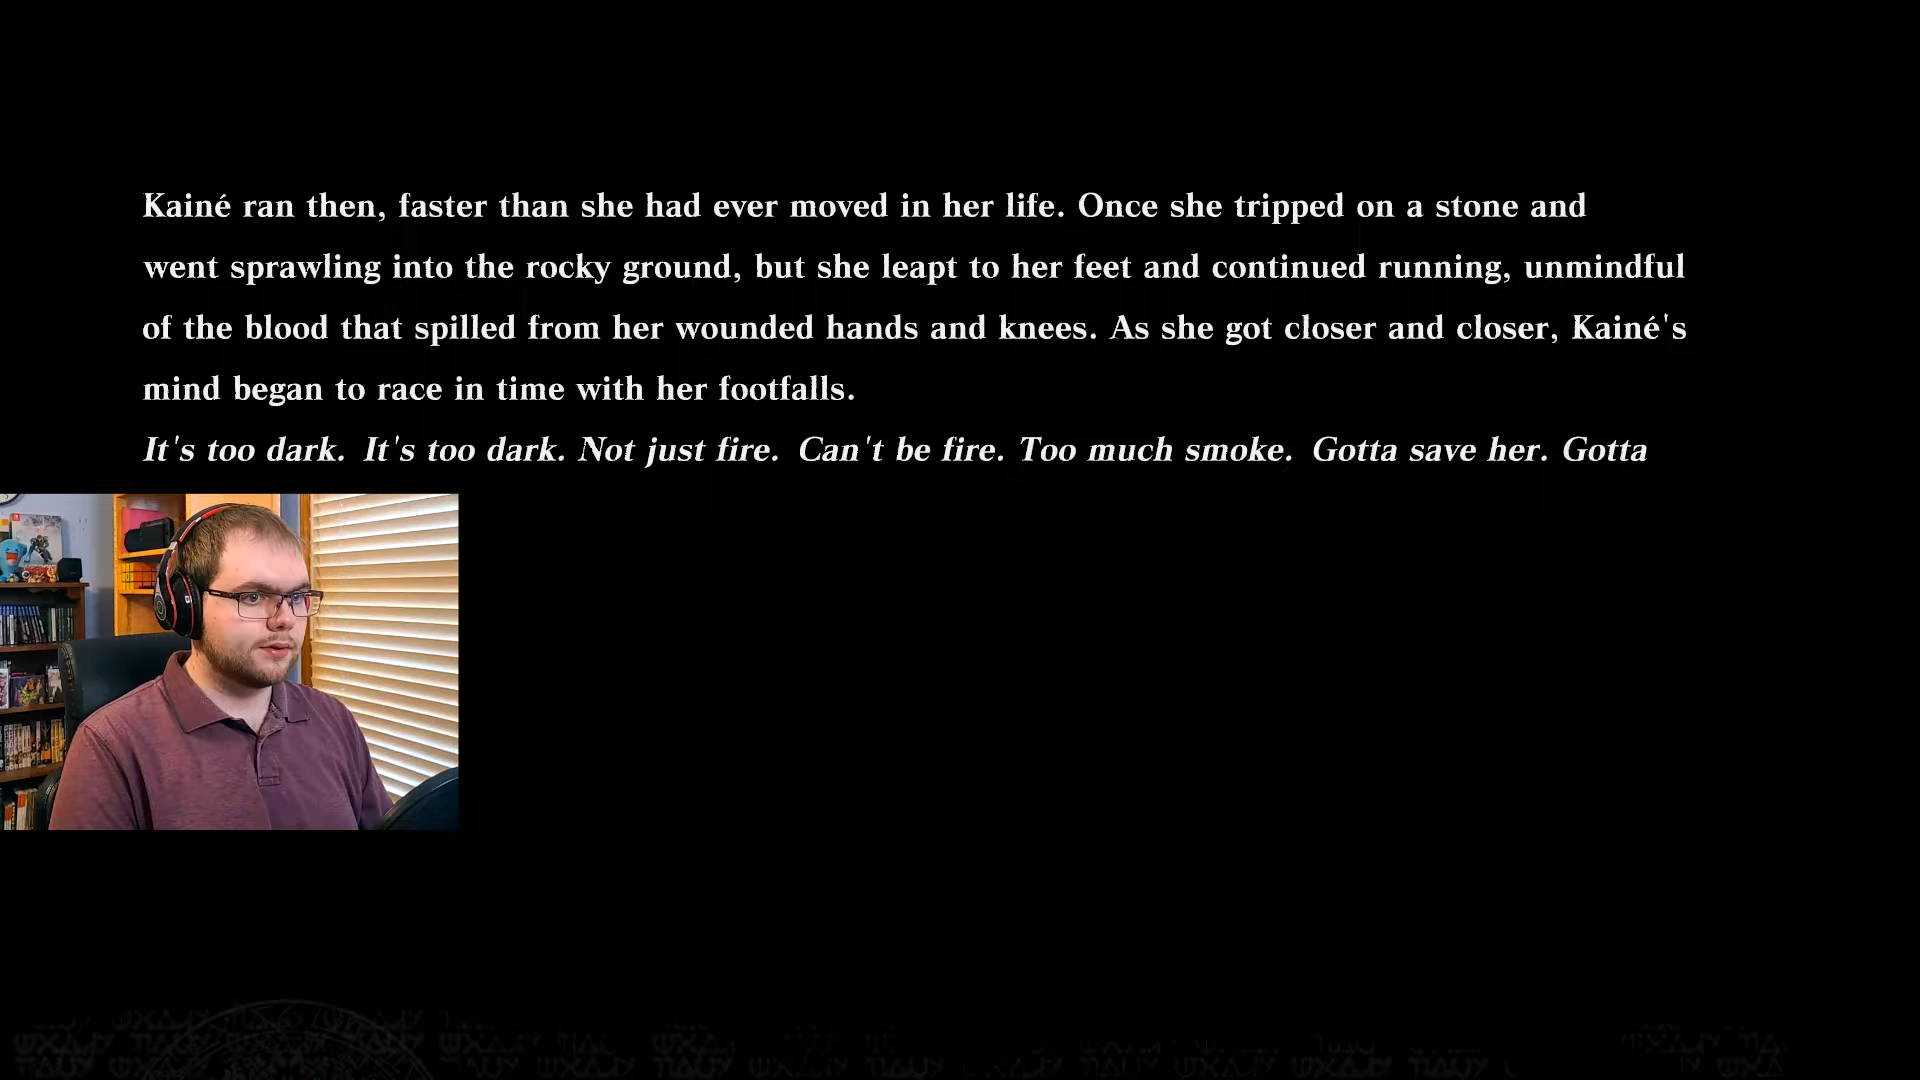 Kainé ran then, faster than she had ever moved in her life. Once she tripped on a stone and
went sprawling into the rocky ground, but she leapt to her feet and continued running, unmindful
of the blood that spilled from her wounded hands and knees. As she got closer and closer, Kainé's
mind began to race in time with her footfalls.
It's too dark. It's too dark. Not just fire. Can't be fire. Too much smoke. Gotta save her. Gotta